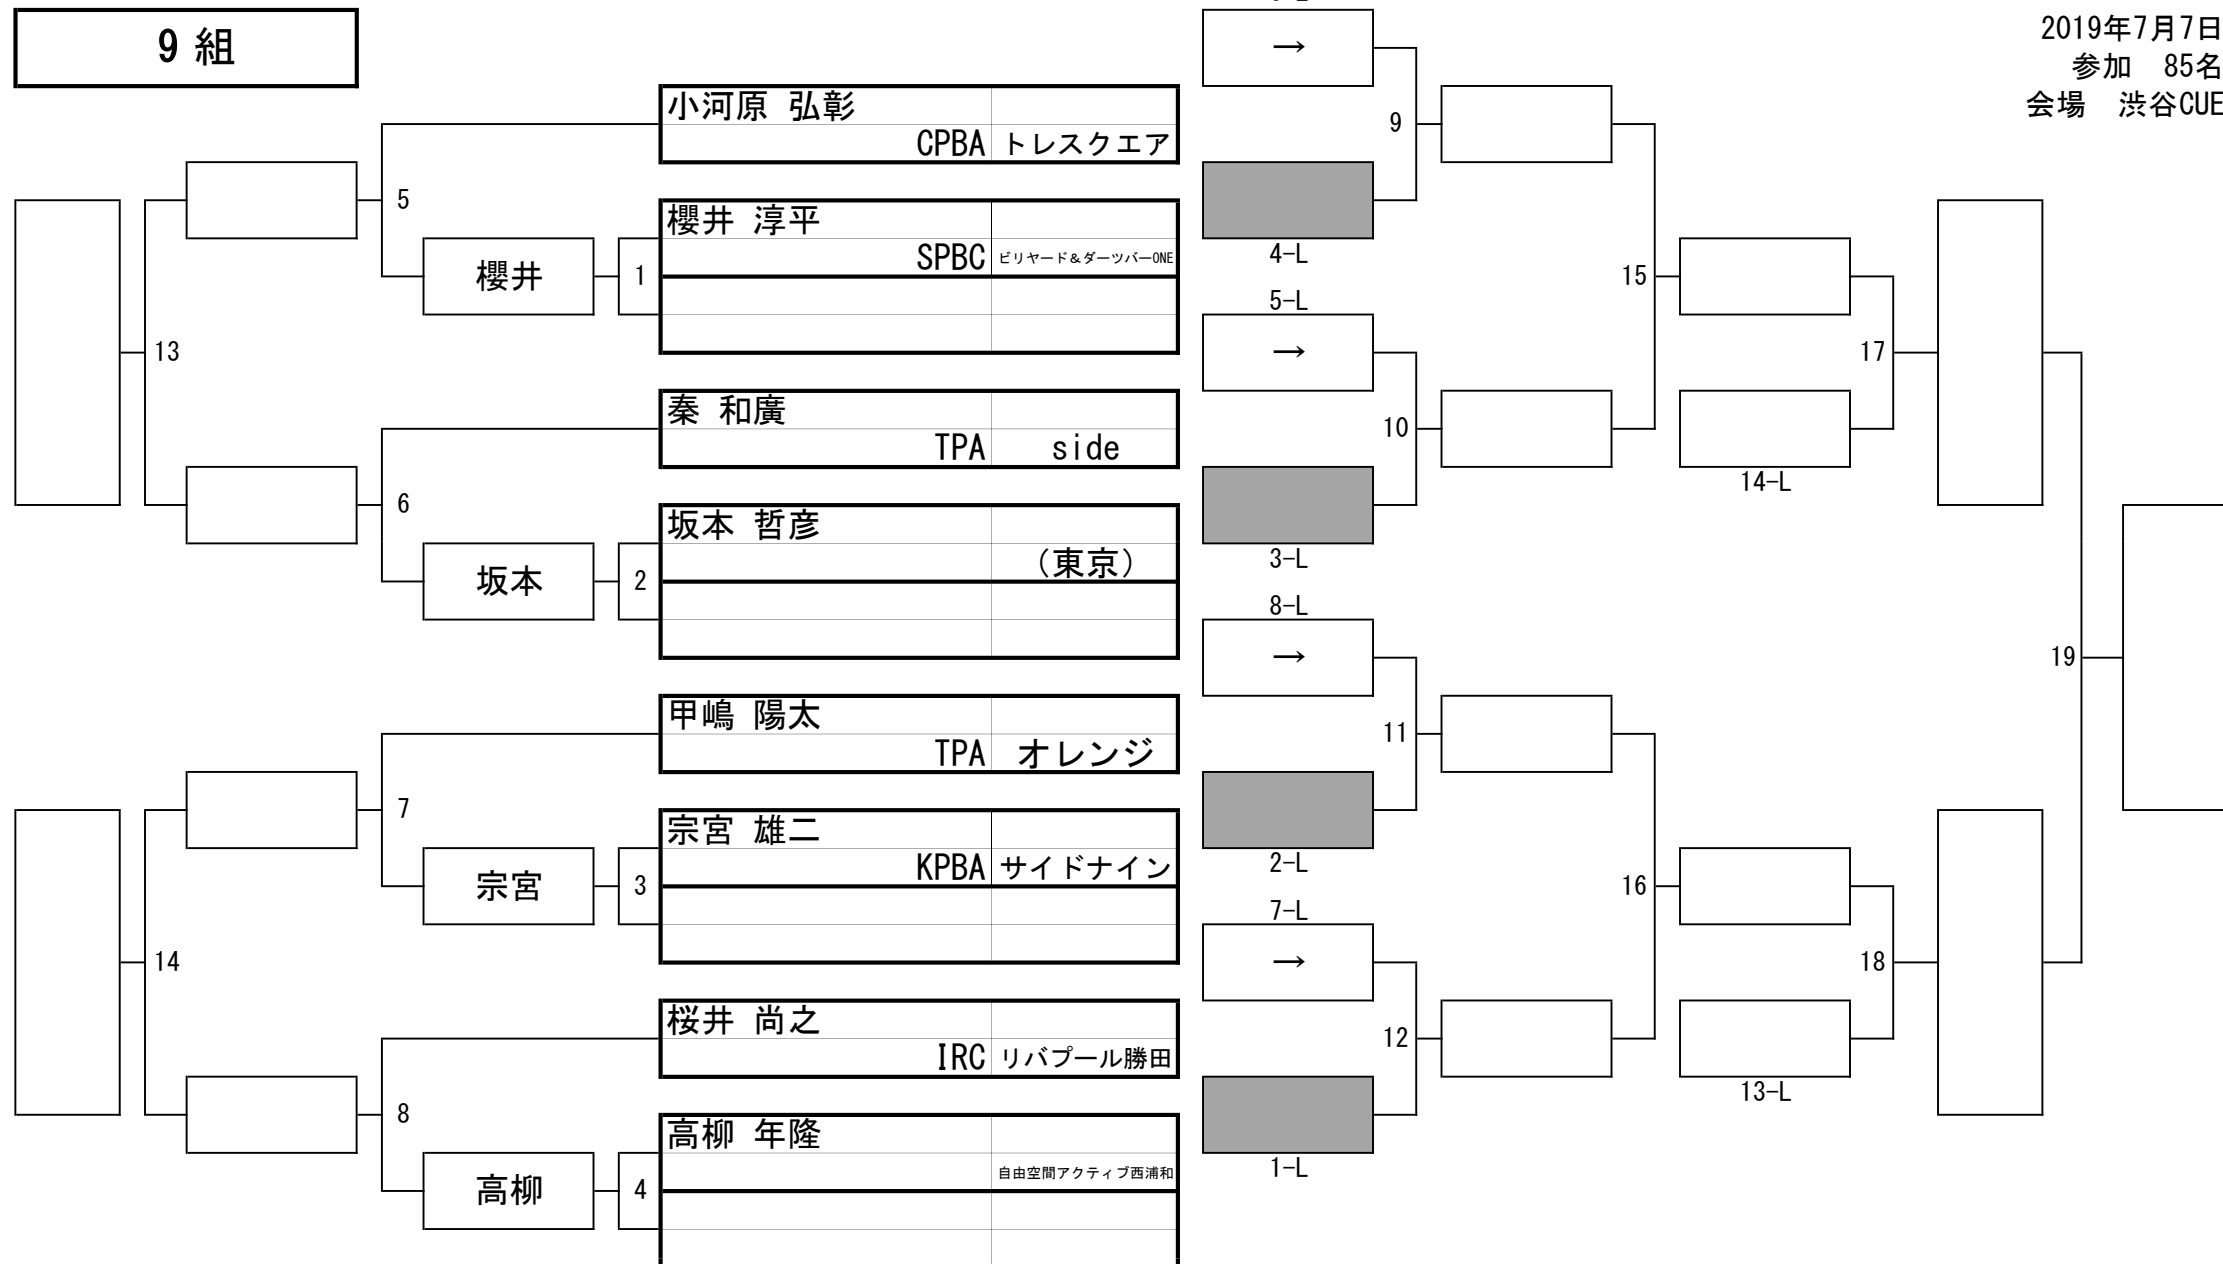 9 組
2019年7月7日
参加　85名
会場　渋谷CUE
小河原 弘彰
CPBA トレスクエア
5
櫻井 淳平
SPBC ビリヤード＆ダーツバーONE
櫻井
1
13
秦 和廣
TPA side
6
坂本 哲彦
（東京）
坂本
2
甲嶋 陽太
TPA オレンジ
7
宗宮 雄二
KPBA サイドナイン
宗宮
3
14
桜井 尚之
IRC リバプール勝田
8
高柳 年隆
自由空間アクティブ西浦和
高柳
4
→
9
4-L
5-L
→
10
3-L
8-L
→
11
2-L
7-L
→
12
1-L
15
16
17
14-L
18
13-L
19